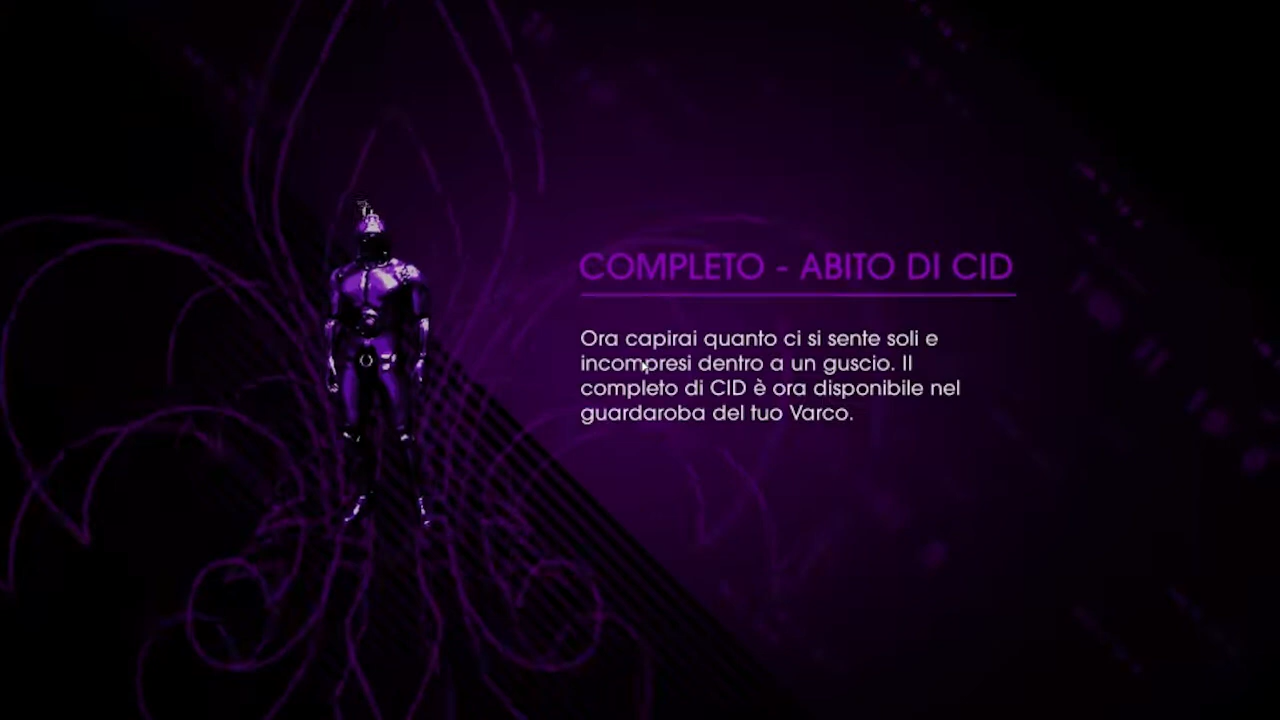 COMPLETO - ABITO DI CID
Ora capirai quanto ci si sente soli e
incompresi dentro a un guscio. Il
completo di CID è ora disponibile nel
guardaroba del tuo Varco.